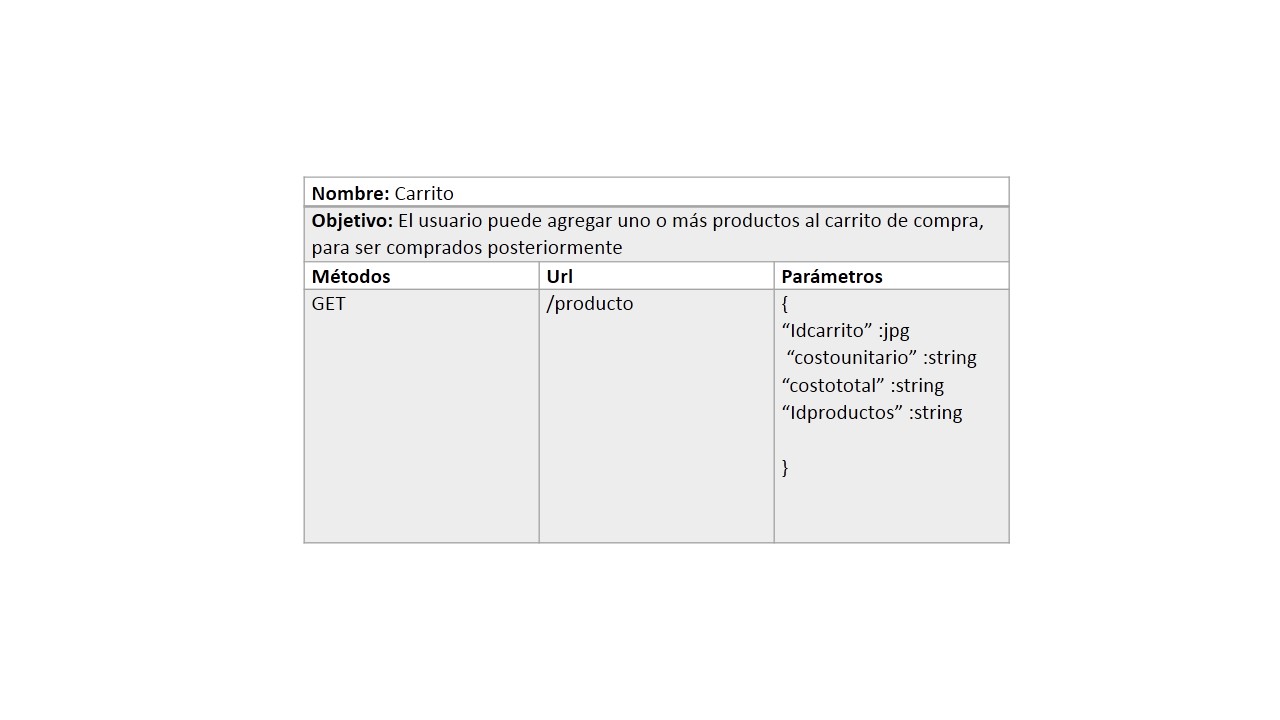 Nombre: Carrito
Objetivo: El usuario puede agregar uno o más productos al carrito de compra,
para ser comprados posteriormente
Métodos Url Parámetros
GET /producto {
“Idcarrito” :jpg
“costounitario” :string
“costototal” :string
“Idproductos” :string
}